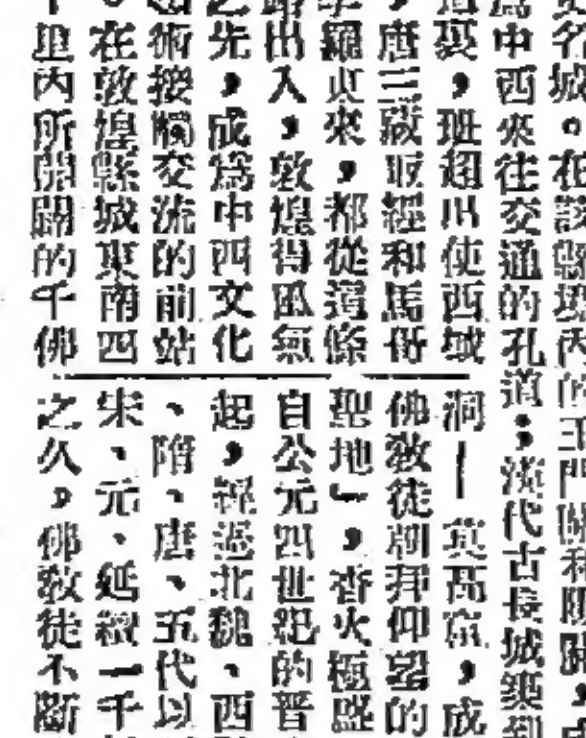 名城。在該縣境內的玉門關和陽關，
為中西來往交通的孔道；漢代古長城築到
道裏，班超出使西域
，唐三藏取經和馬哥
羅東來，都從這條
路出入，敦煌得風氣
之先，成為中西文化
術接觸交流的前站
。在敦煌縣城東南四
里內所開闢的千佛
洞—莫高窟，成
佛教徒朝拜仰望的
聖地」，香火極盛
自公元四世紀的晉
起，經過北魏、西
、隋、唐、五代以
宋、元、延續一千
之久，佛教徒不斷